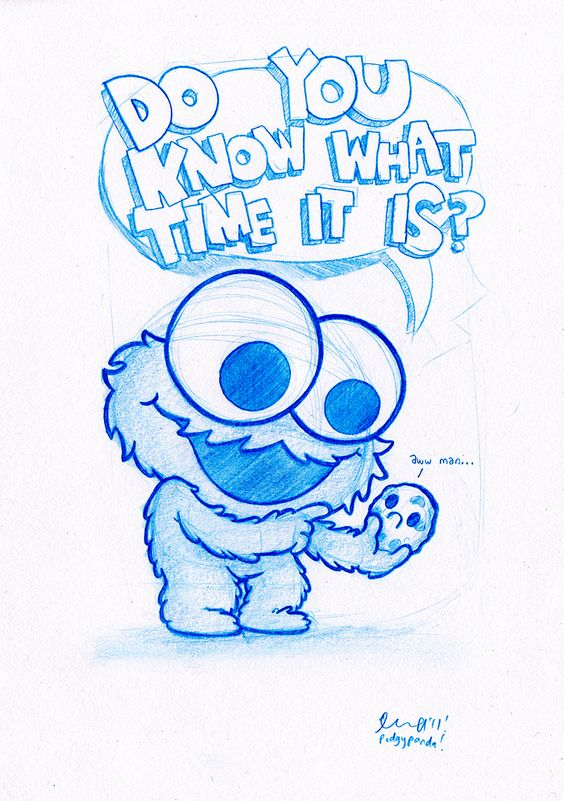 DO YOU
KNOW WHAT
TIME IT IS?
aww man...
pudgypanda!